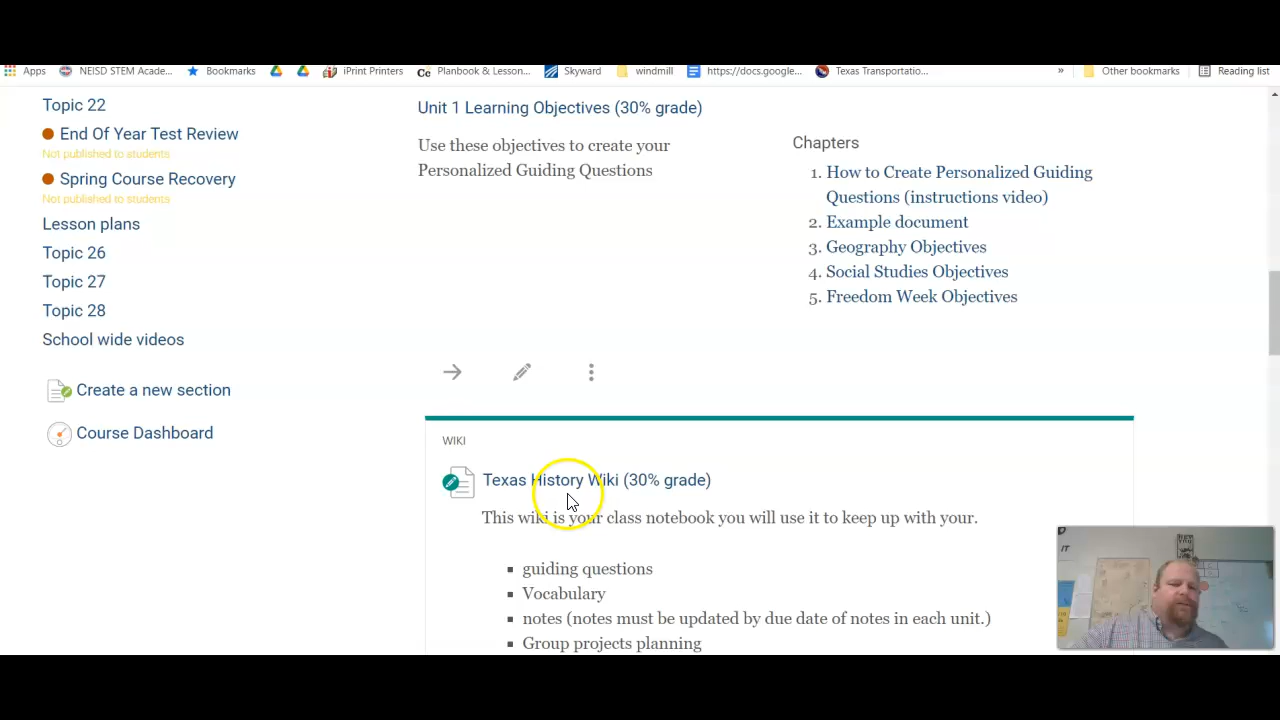 Apps NEISD STEM Acade... Bookmarks iPrint Printers Cc Planbook & Lesson... Skyward windmill https://docs.google... Texas Transportatio... » Other bookmarks Reading list
Topic 22
End Of Year Test Review
Not published to students
Spring Course Recovery
Not published to students
Lesson plans
Topic 26
Topic 27
Topic 28
School wide videos
Create a new section
Course Dashboard
Unit 1 Learning Objectives (30% grade)
Use these objectives to create your
Personalized Guiding Questions
Chapters
1. How to Create Personalized Guiding
Questions (instructions video)
2. Example document
3. Geography Objectives
4. Social Studies Objectives
5. Freedom Week Objectives
WIKI
Texas History Wiki (30% grade)
This wiki is your class notebook you will use it to keep up with your.
guiding questions
Vocabulary
notes (notes must be updated by due date of notes in each unit.)
Group projects planning
IT